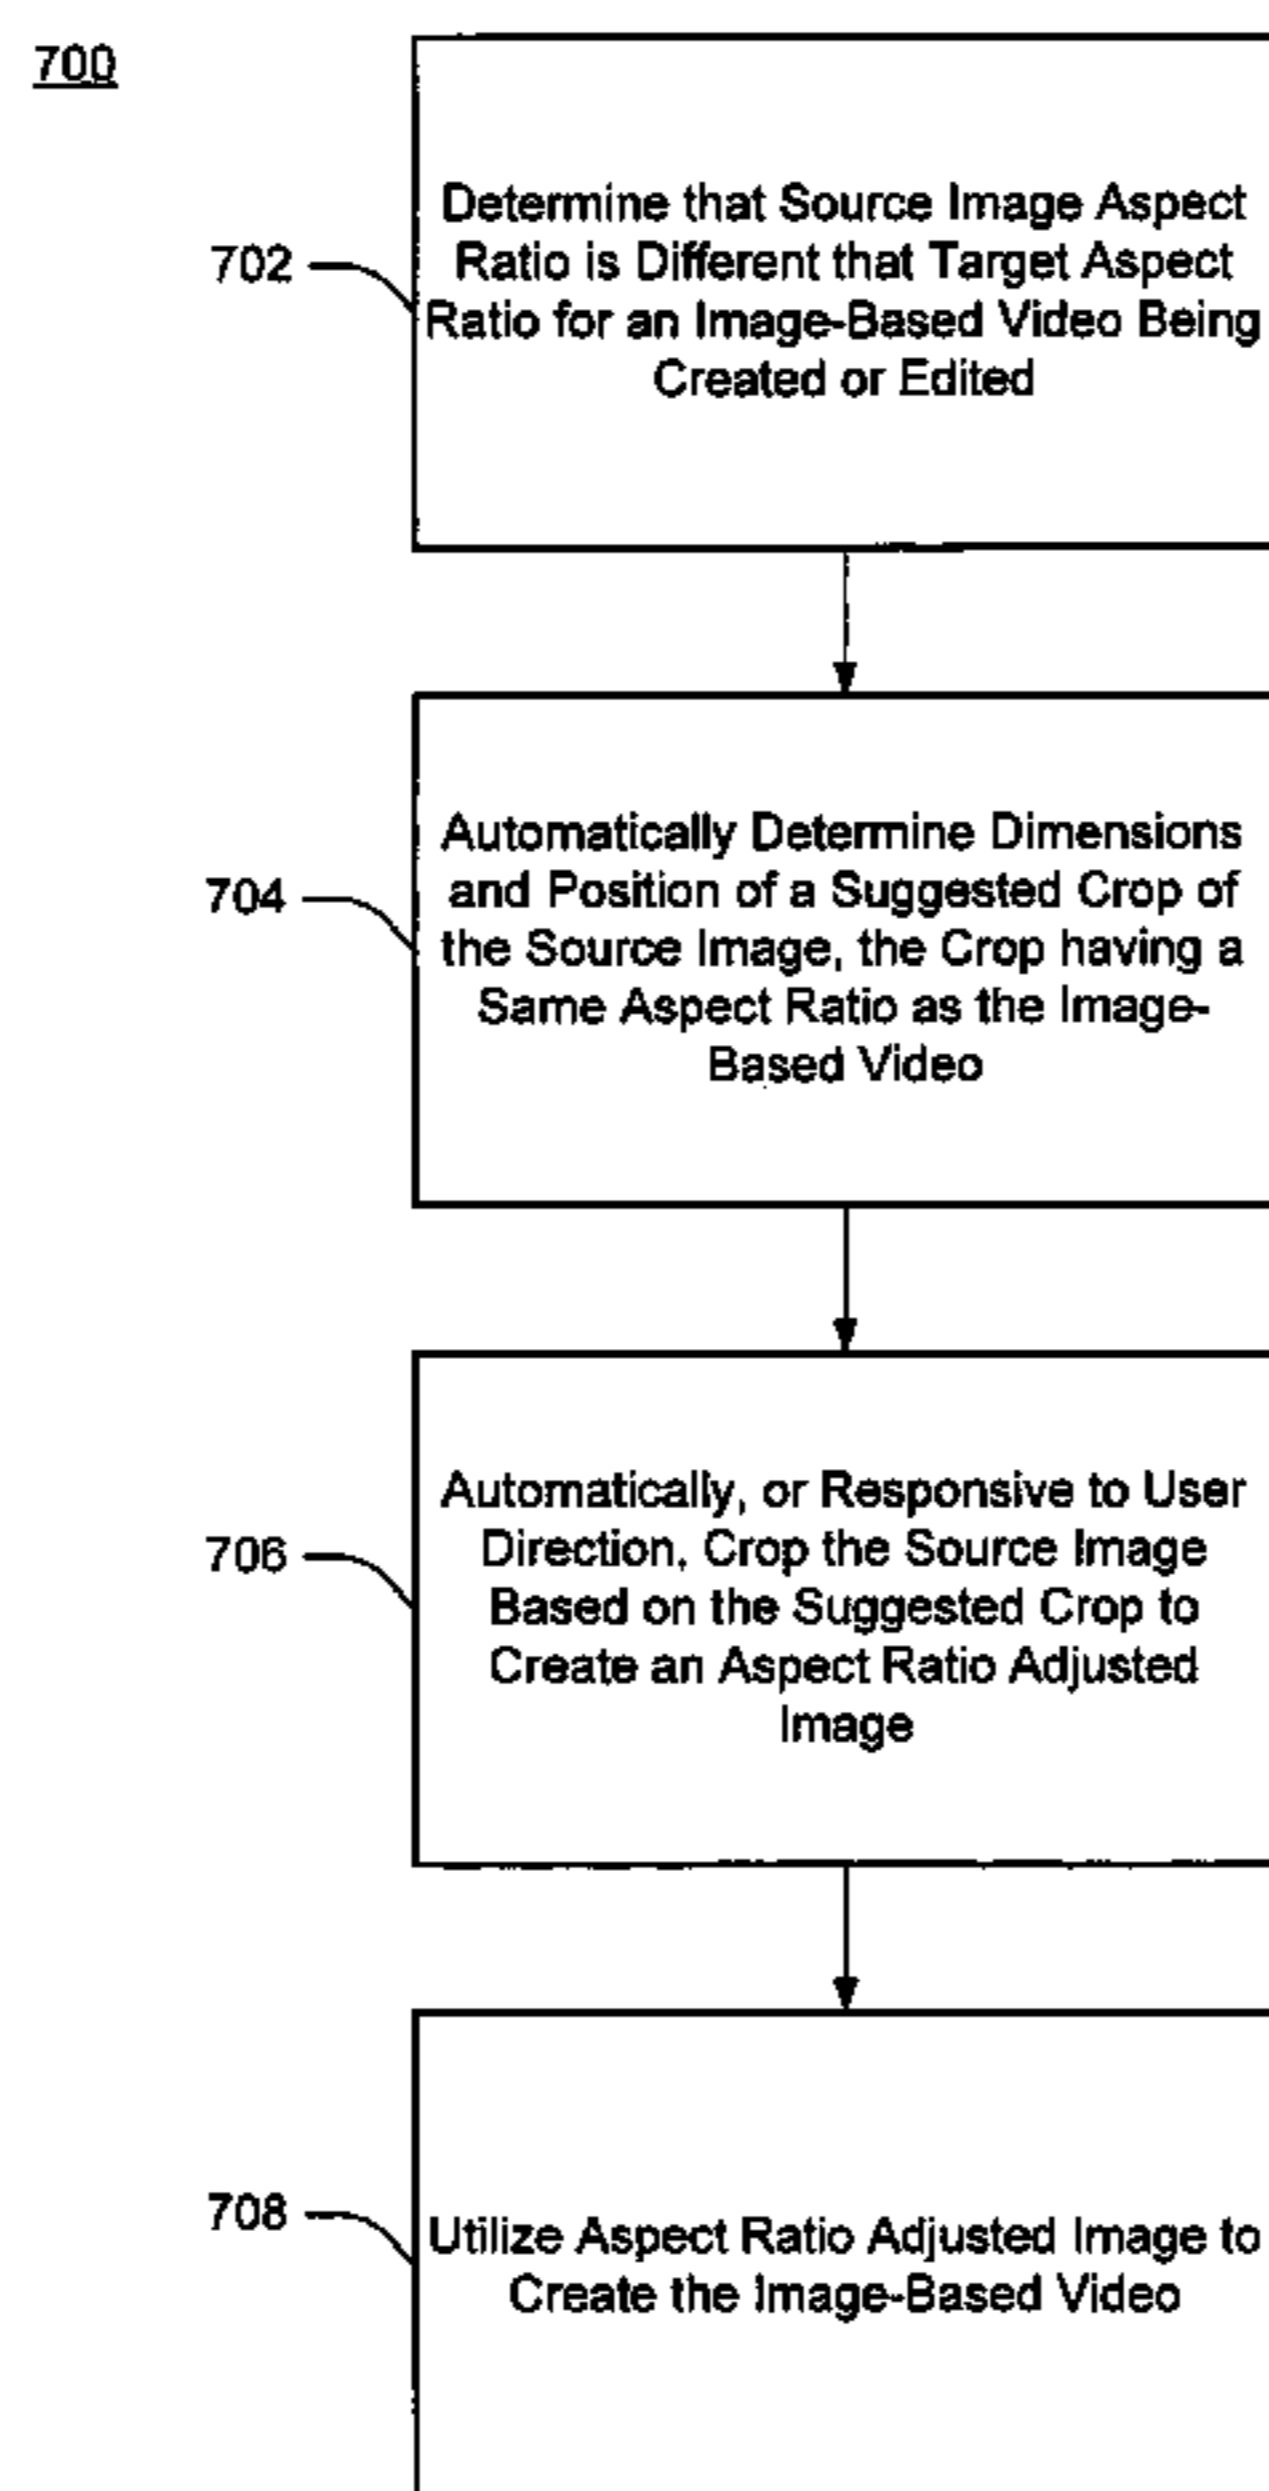 700
702
Determine that Source Image Aspect
Ratio is Different that Target Aspect
Ratio for an Image-Based Video Being
Created or Edited
704
Automatically Determine Dimensions
and Position of a Suggested Crop of
the Source Image, the Crop having a
Same Aspect Ratio as the Image-
Based Video
706
Automatically, or Responsive to User
Direction, Crop the Source Image
Based on the Suggested Crop to
Create an Aspect Ratio Adjusted
Image
708
Utilize Aspect Ratio Adjusted Image to
Create the Image-Based Video